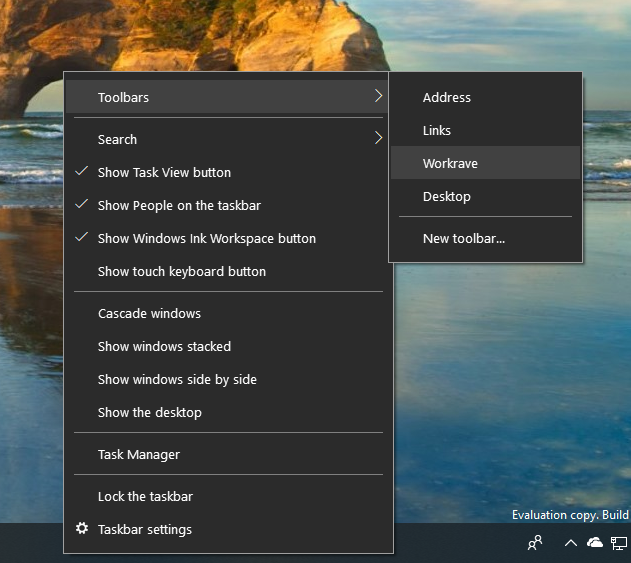 Toolbars
Search
Show Task View button
Show People on the taskbar
Show Windows Ink Workspace button
Show touch keyboard button
Cascade windows
Show windows stacked
Show windows side by side
Show the desktop
Task Manager
Lock the taskbar
Taskbar settings
Address
Links
Workrave
Desktop
New toolbar...
Evaluation copy. Build